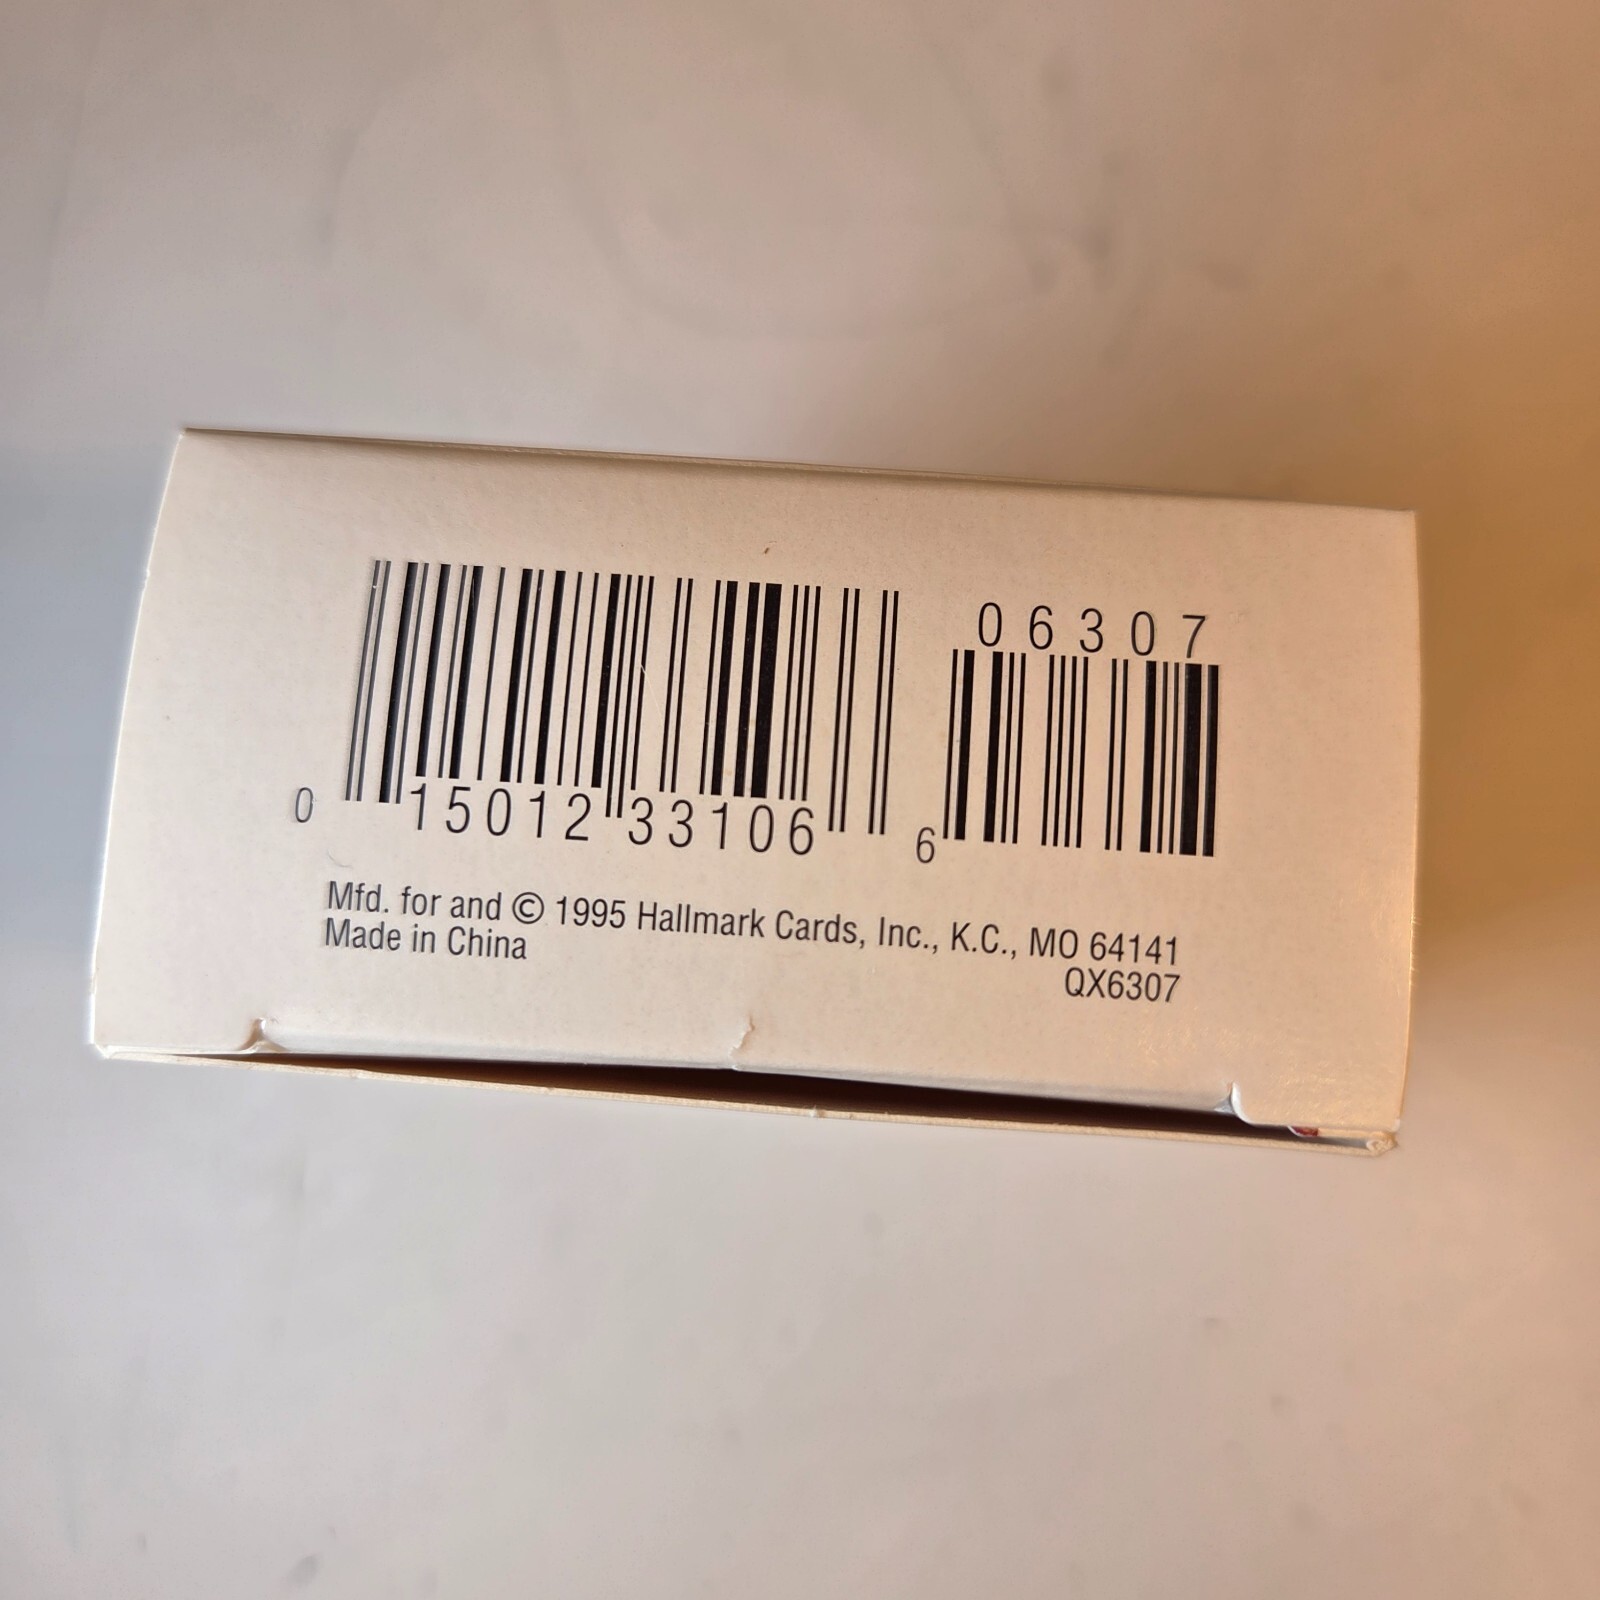 06307
0 15012 33106 6
Mfd. for and © 1995 Hallmark Cards, Inc., K.C., MO 64141
Made in China
QX6307